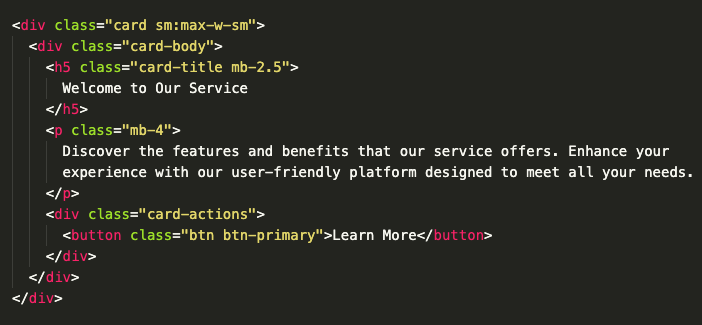 <div class="card sm:max-w-sm">
  <div class="card-body">
    <h5 class="card-title mb-2.5">
      Welcome to Our Service
    </h5>
    <p class="mb-4">
      Discover the features and benefits that our service offers. Enhance your
      experience with our user-friendly platform designed to meet all your needs.
    </p>
    <div class="card-actions">
      <button class="btn btn-primary">Learn More</button>
    </div>
  </div>
</div>